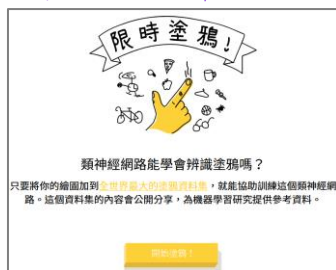 限時塗鴉!
類神經網路能學會辨識塗鴉嗎?
只要將你的繪圖加到全世界最大的塗鴉資料集,就能協助訓練這個類神經網
路。這個資料集的內容會公開分享,為機器學習研究提供參考資料。
開始塗鴉!